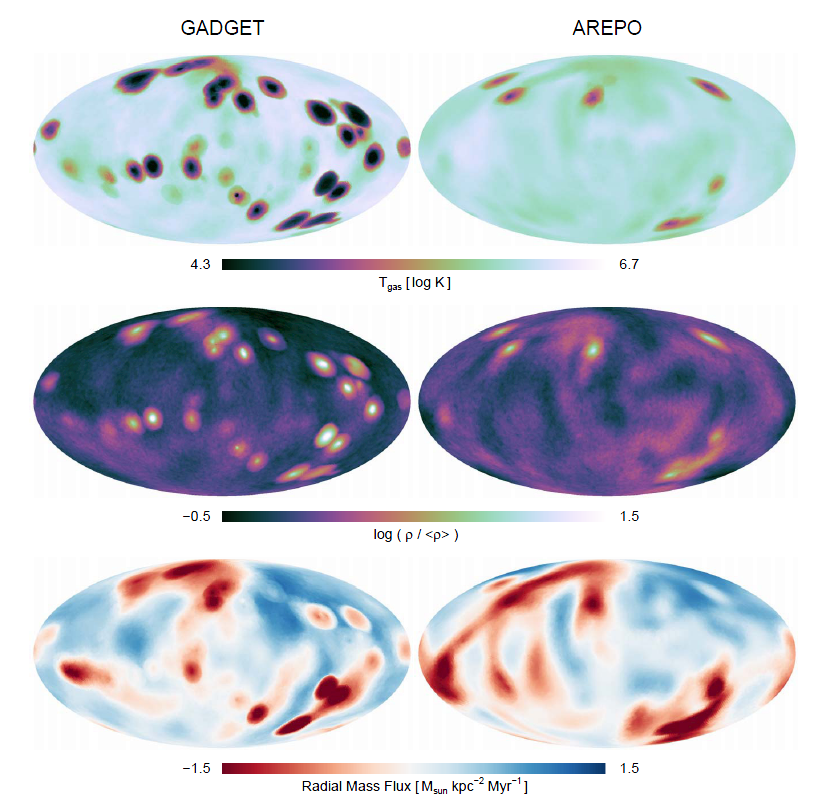 GADGET AREPO
4.3 6.7
T_gas [ log K ]
−0.5 1.5
log ( ρ / <ρ> )
−1.5 1.5
Radial Mass Flux [ M_sun kpc⁻² Myr⁻¹ ]